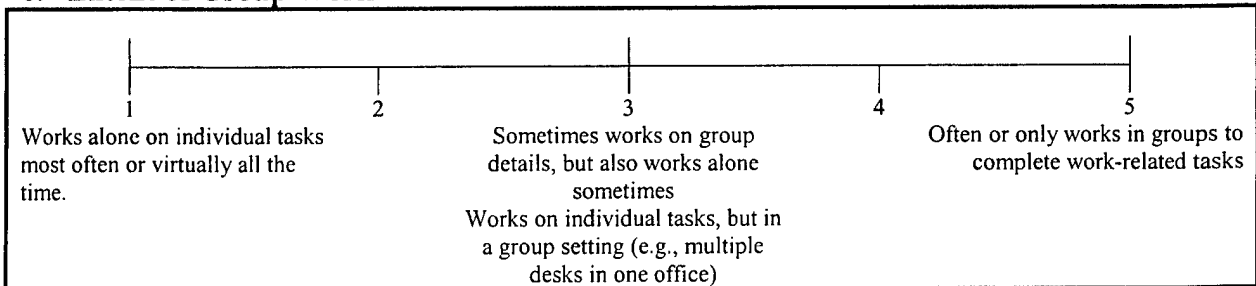 1
2
3
4
5
Works alone on individual tasks
most often or virtually all the
time.
Sometimes works on group
details, but also works alone
sometimes
Works on individual tasks, but in
a group setting (e.g., multiple
desks in one office)
Often or only works in groups to
complete work-related tasks